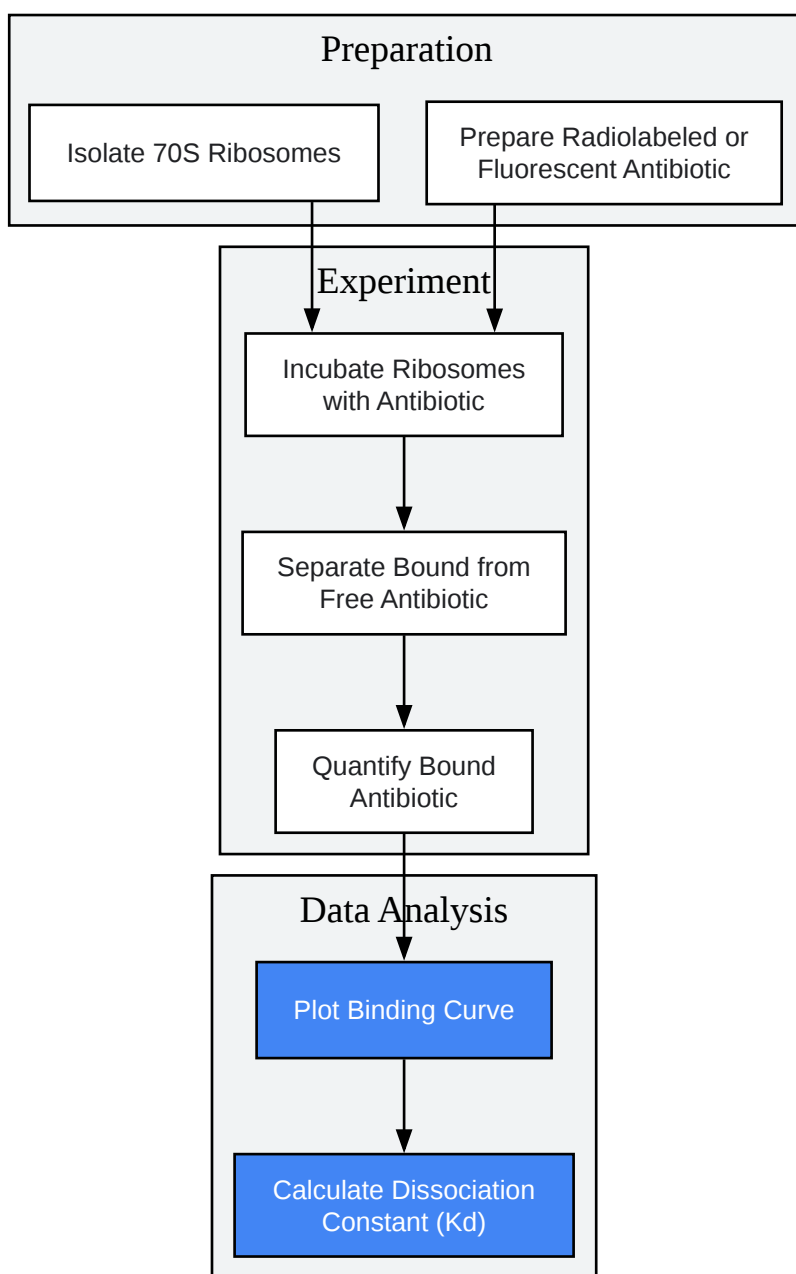 Preparation
Isolate 70S Ribosomes
Prepare Radiolabeled or
Fluorescent Antibiotic
Experiment
Incubate Ribosomes
with Antibiotic
Separate Bound from
Free Antibiotic
Quantify Bound
Antibiotic
Data Analysis
Plot Binding Curve
Calculate Dissociation
Constant (Kd)